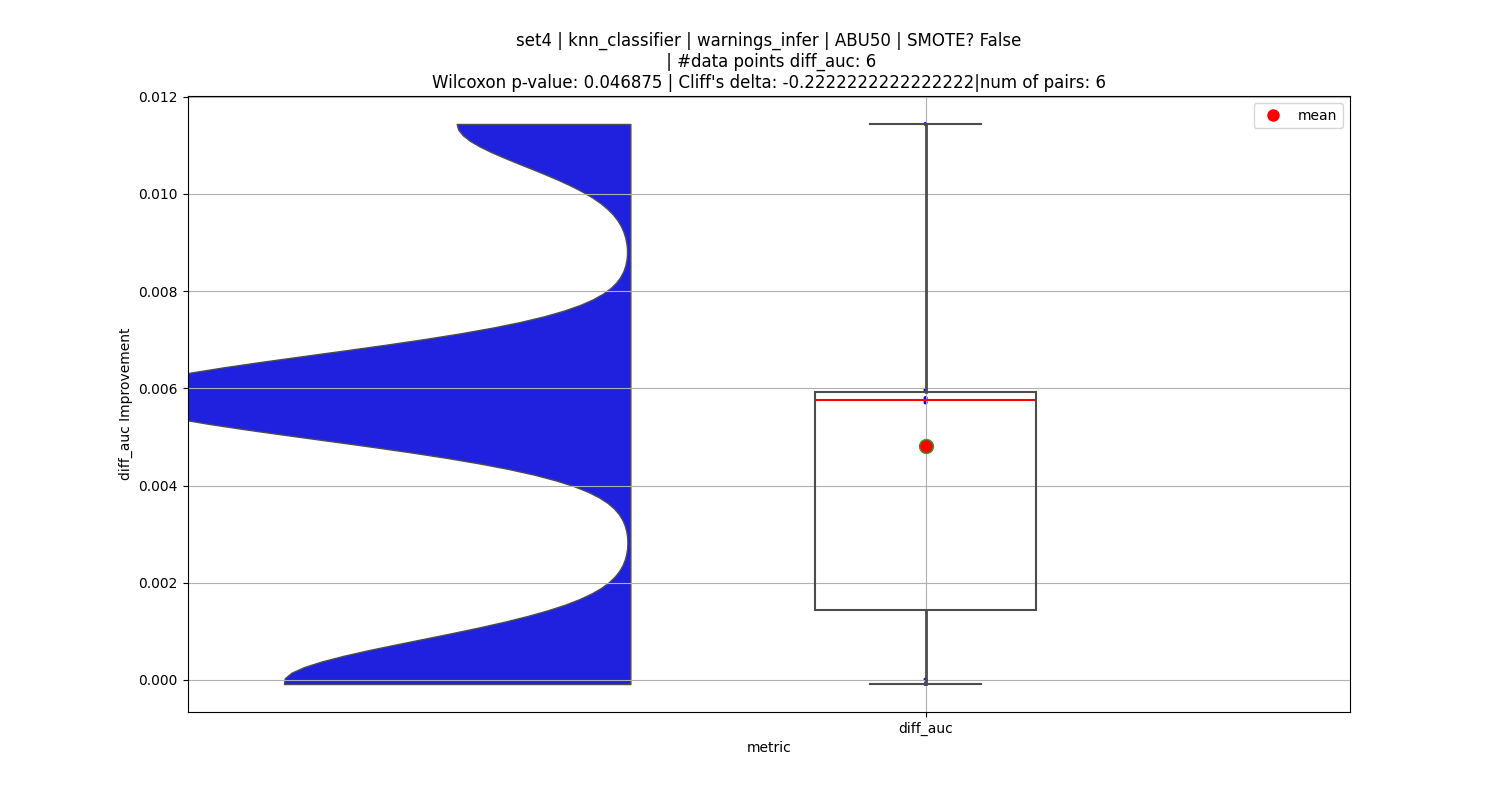 set4 | knn_classifier | warnings_infer | ABU50 | SMOTE? False
| #data points diff_auc: 6
Wilcoxon p-value: 0.046875 | Cliff's delta: -0.2222222222222222|num of pairs: 6
mean
0.012
0.010
0.008
0.006
0.004
0.002
0.000
diff_auc Improvement
diff_auc
metric